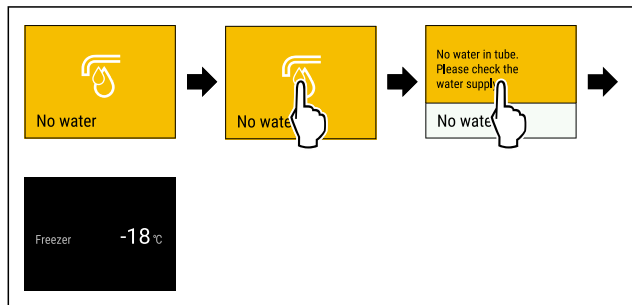 No water
No wate
No water in tube.
Please check the
water suppl
No wate
Freezer -18 °C